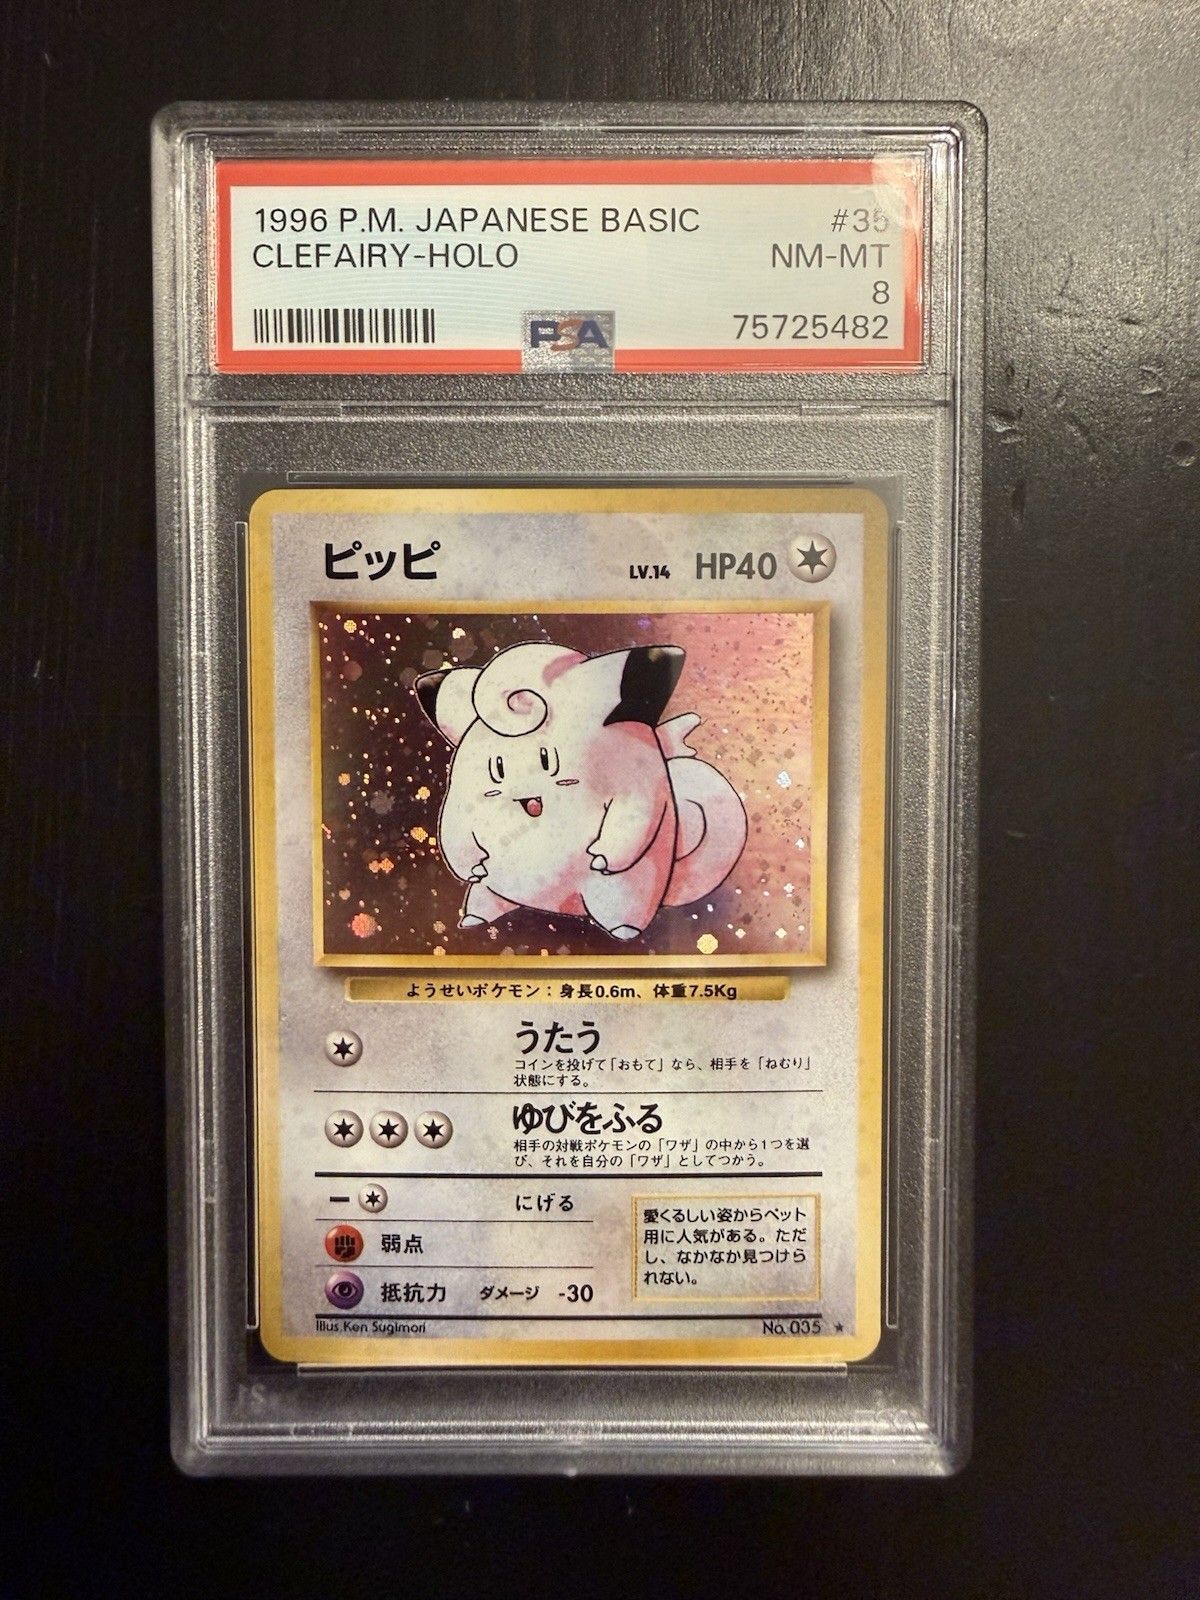 1996 P.M. JAPANESE BASIC #35
CLEFAIRY-HOLO NM-MT
8
PSA 75725482
ピッピ LV.14 HP40
ようせいポケモン：身長0.6m、体重7.5Kg
うたう
コインを投げて「おもて」なら、相手を「ねむり」
状態にする。
ゆびをふる
相手の対戦ポケモンの「ワザ」の中から1つを選
び、それを自分の「ワザ」としてつかう。
ー にげる
弱点
抵抗力 ダメージ -30
愛くるしい姿からペット
用に人気がある。ただ
し、なかなか見つけら
れない。
Illus. Ken Sugimori No. 035 ★